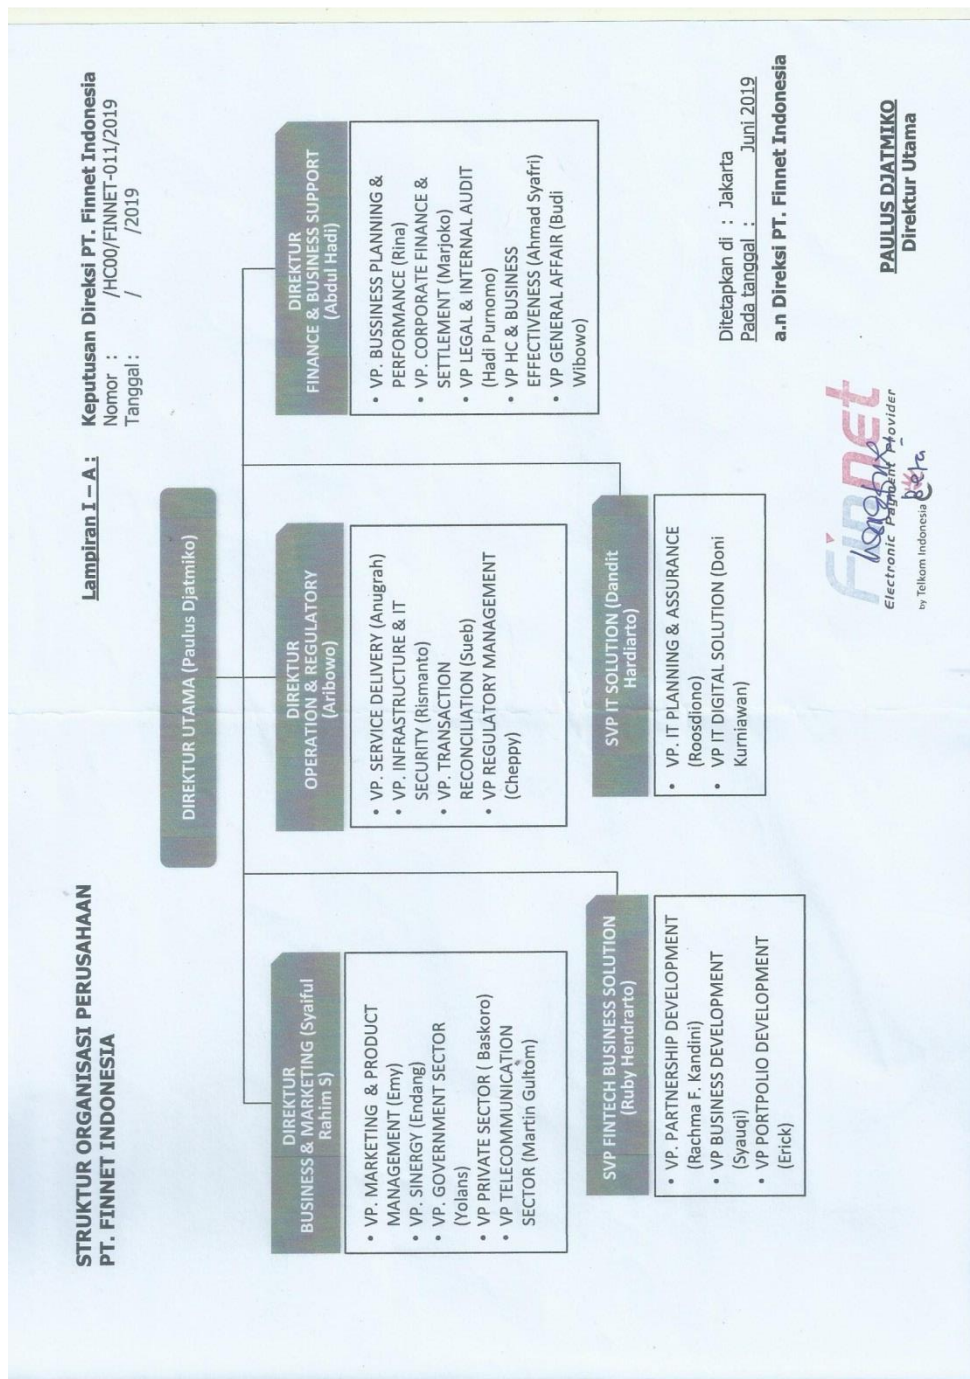 STRUKTUR ORGANISASI PERUSAHAAN
PT. FINNET INDONESIA
Lampiran I – A :
Keputusan Direksi PT. Finnet Indonesia
Nomor : /HC00/FINNET-011/2019
Tanggal : / /2019
DIREKTUR UTAMA (Paulus Djatmiko)
DIREKTUR
BUSINESS & MARKETING (Syaiful
Rahim S)
• VP. MARKETING & PRODUCT
MANAGEMENT (Emy)
• VP. SINERGY (Endang)
• VP. GOVERNMENT SECTOR
(Yolans)
• VP PRIVATE SECTOR ( Baskoro)
• VP TELECOMMUNICATION
SECTOR (Martin Gultom)
DIREKTUR
OPERATION & REGULATORY
(Aribowo)
• VP. SERVICE DELIVERY (Anugrah)
• VP. INFRASTRUCTURE & IT
SECURITY (Rismanto)
• VP. TRANSACTION
RECONCILIATION (Sueb)
• VP REGULATORY MANAGEMENT
(Cheppy)
DIREKTUR
FINANCE & BUSINESS SUPPORT
(Abdul Hadi)
• VP. BUSSINESS PLANNING &
PERFORMANCE (Rina)
• VP. CORPORATE FINANCE &
SETTLEMENT (Marjoko)
• VP LEGAL & INTERNAL AUDIT
(Hadi Purnomo)
• VP HC & BUSINESS
EFFECTIVENESS (Ahmad Syafri)
• VP GENERAL AFFAIR (Budi
Wibowo)
SVP FINTECH BUSINESS SOLUTION
(Ruby Hendrarto)
• VP. PARTNERSHIP DEVELOPMENT
(Rachma F. Kandini)
• VP BUSINESS DEVELOPMENT
(Syauqi)
• VP PORTPOLIO DEVELOPMENT
(Erick)
SVP IT SOLUTION (Dandit
Hardiarto)
• VP. IT PLANNING & ASSURANCE
(Roosdiono)
• VP IT DIGITAL SOLUTION (Doni
Kurniawan)
Ditetapkan di : Jakarta
Pada tanggal : Juni 2019
a.n Direksi PT. Finnet Indonesia
finnet
Electronic Payment Provider
by Telkom Indonesia
PAULUS DJATMIKO
Direktur Utama